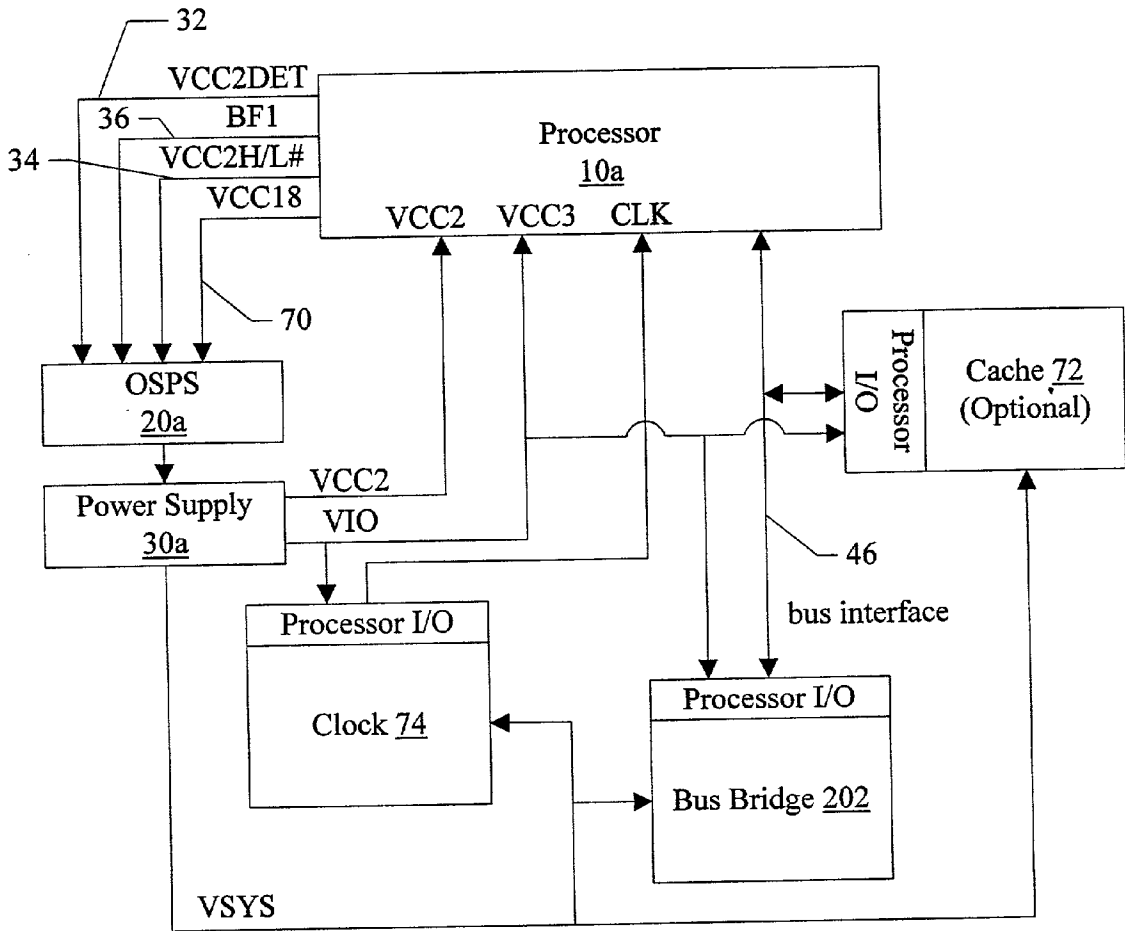 32
VCC2DET
BF1
36
VCC2H/L#
34
VCC18
Processor
10a
VCC2 VCC3 CLK
70
OSPS
20a
Processor
I/O
Cache 72
(Optional)
Power Supply
30a
VCC2
VIO
46
bus interface
Processor I/O
Clock 74
Processor I/O
Bus Bridge 202
VSYS